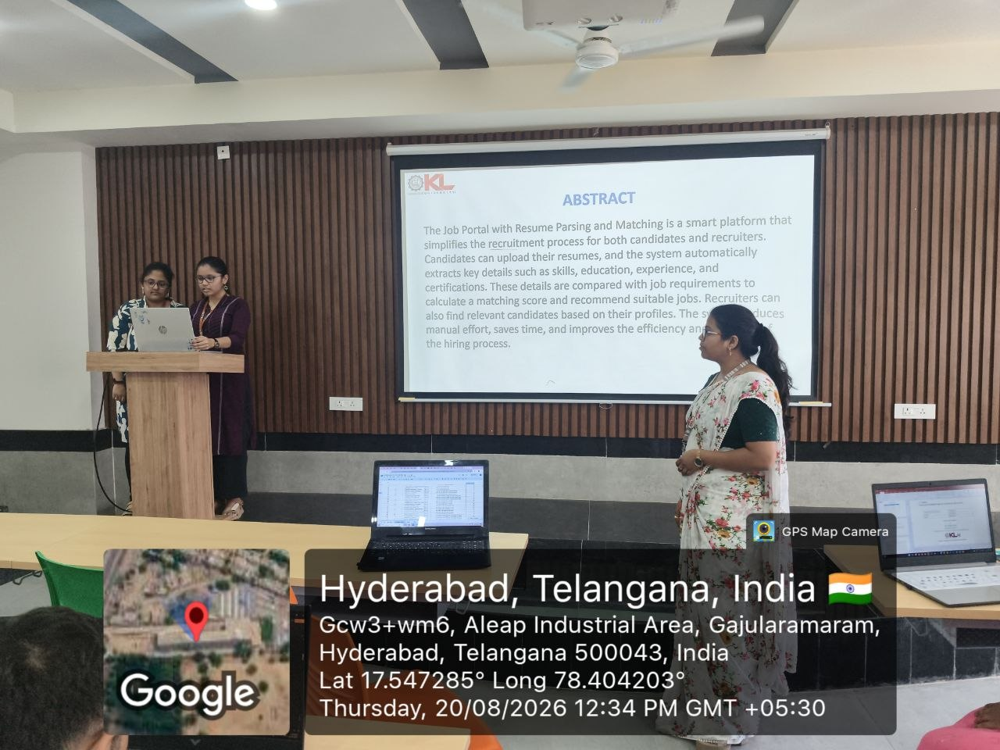 KL
ABSTRACT
The Job Portal with Resume Parsing and Matching is a smart platform that
simplifies the recruitment process for both candidates and recruiters.
Candidates can upload their resumes, and the system automatically
extracts key details such as skills, education, experience, and
certifications. These details are compared with job requirements to
calculate a matching score and recommend suitable jobs. Recruiters can
also find relevant candidates based on their profiles. The
manual effort, saves time, and improves the efficiency
the hiring process.
hp
KL
GPS Map Camera
Google
Hyderabad, Telangana, India
Gcw3+wm6, Aleap Industrial Area, Gajularamaram,
Hyderabad, Telangana 500043, India
Lat 17.547285° Long 78.404203°
Thursday, 20/08/2026 12:34 PM GMT +05:30